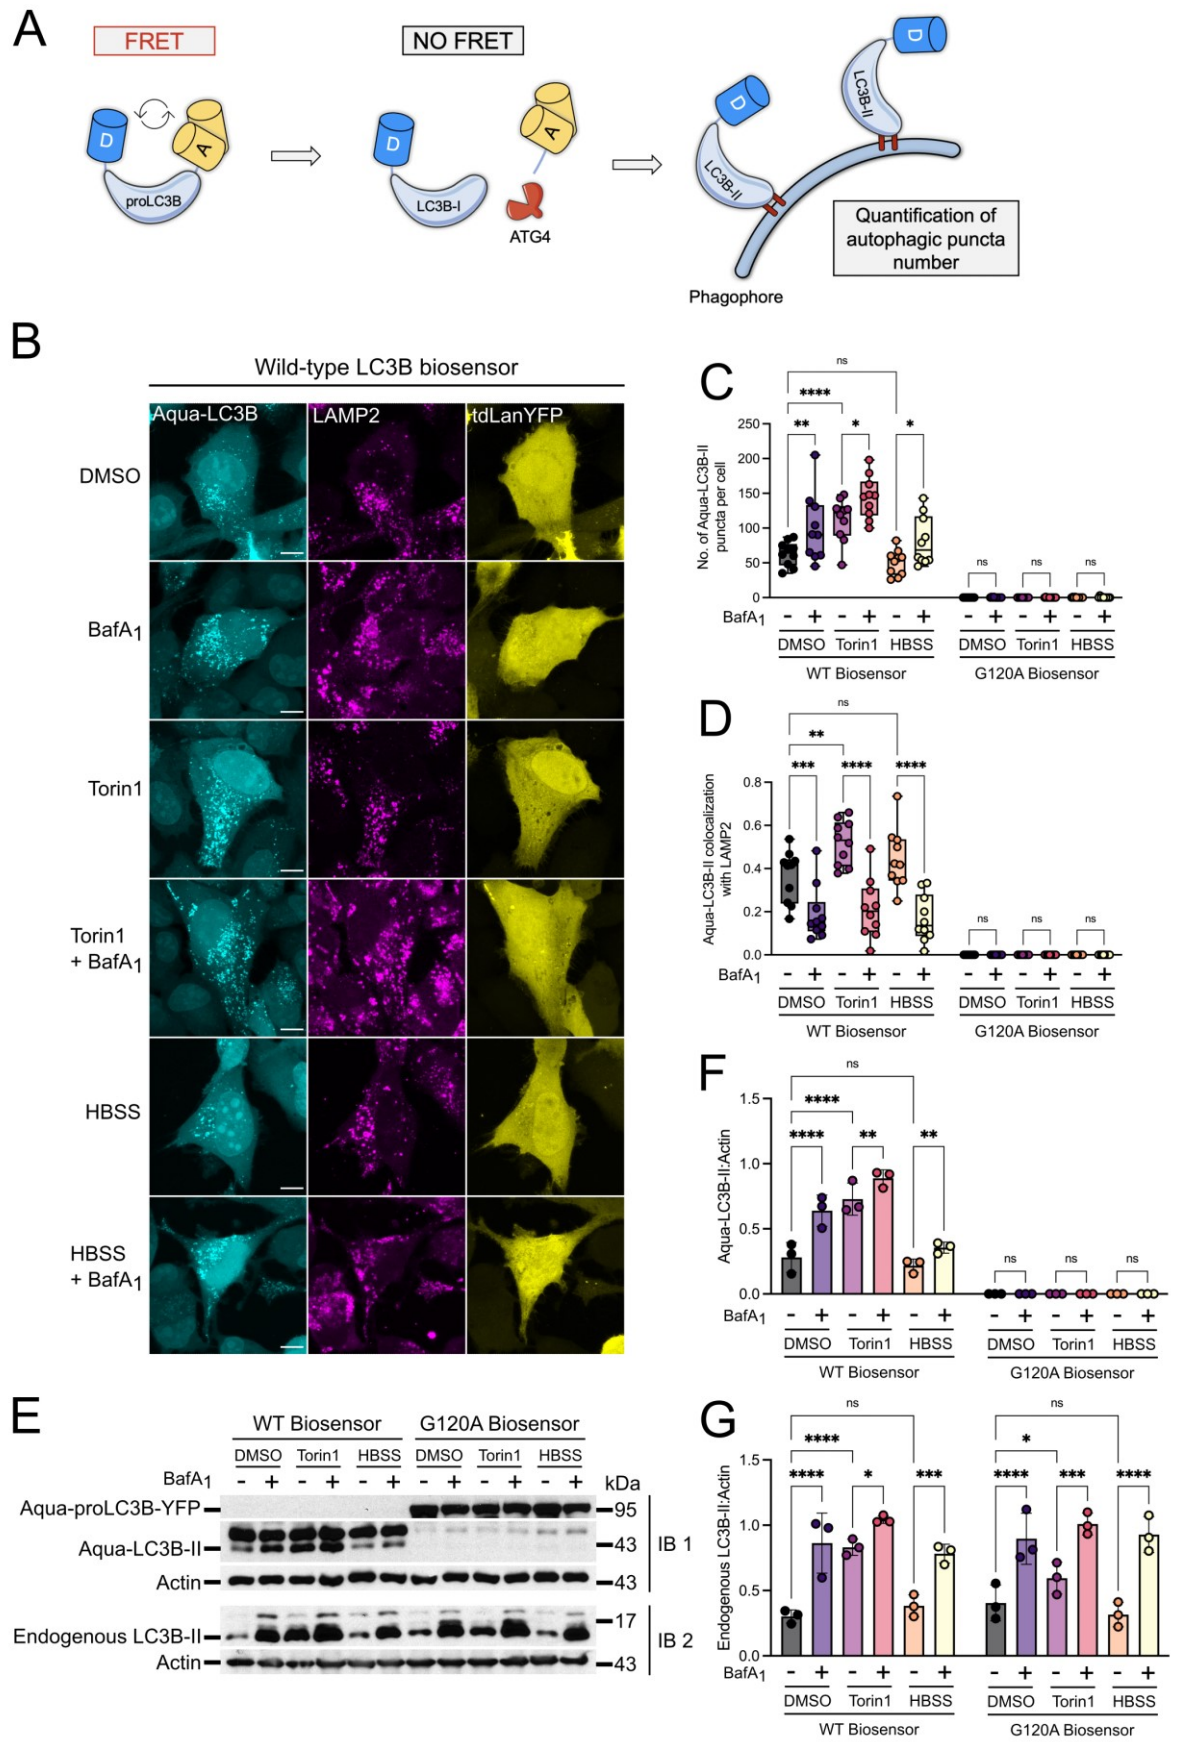 A
FRET
NO FRET
D
A
proLC3B
D
A
LC3B-I
ATG4
D
LC3B-II
D
LC3B-II
Phagophore
Quantification of
autophagic puncta
number
B
Wild-type LC3B biosensor
Aqua-LC3B LAMP2 tdLanYFP
DMSO
BafA1
Torin1
Torin1
+ BafA1
HBSS
HBSS
+ BafA1
C
ns
****
** * *
No. of Aqua-LC3B-II
puncta per cell
250
200
150
100
50
0
ns ns ns
BafA1 - + - + - + - + - + - +
DMSO Torin1 HBSS DMSO Torin1 HBSS
WT Biosensor G120A Biosensor
D
ns
**
*** **** ****
Aqua-LC3B-II colocalization
with LAMP2
0.8
0.6
0.4
0.2
0.0
ns ns ns
BafA1 - + - + - + - + - + - +
DMSO Torin1 HBSS DMSO Torin1 HBSS
WT Biosensor G120A Biosensor
F
ns
****
**** ** **
Aqua-LC3B-II:Actin
1.5
1.0
0.5
0.0
ns ns ns
BafA1 - + - + - + - + - + - +
DMSO Torin1 HBSS DMSO Torin1 HBSS
WT Biosensor G120A Biosensor
E
WT Biosensor G120A Biosensor
DMSO Torin1 HBSS DMSO Torin1 HBSS
BafA1 - + - + - + - + - + - + kDa
Aqua-proLC3B-YFP 95
Aqua-LC3B-II 43 IB 1
Actin 43
17
Endogenous LC3B-II IB 2
Actin 43
G
ns ns
**** *
**** * *** **** *** ****
Endogenous LC3B-II:Actin
1.5
1.0
0.5
0.0
BafA1 - + - + - + - + - + - +
DMSO Torin1 HBSS DMSO Torin1 HBSS
WT Biosensor G120A Biosensor